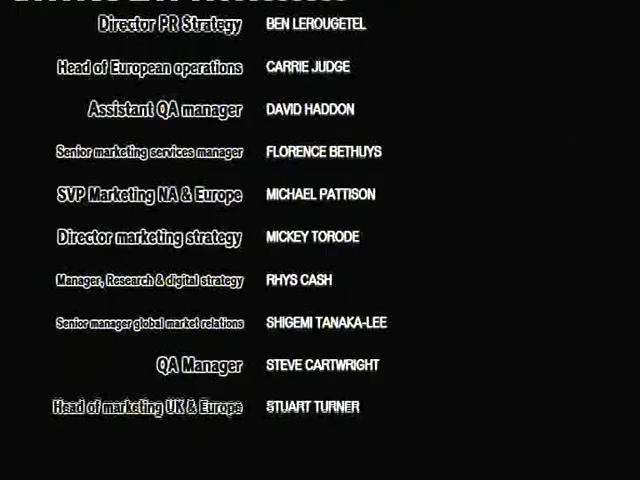 Director PR Strategy BEN LEROUGETEL
Head of European operations CARRIE JUDGE
Assistant QA manager DAVID HADDON
Senior marketing services manager FLORENCE BETHUYS
SVP Marketing NA & Europe MICHAEL PATTISON
Director marketing strategy MICKEY TORODE
Manager, Research & digital strategy RHYS CASH
Senior manager global market relations SHIGEMI TANAKA-LEE
QA Manager STEVE CARTWRIGHT
Head of marketing UK & Europe STUART TURNER